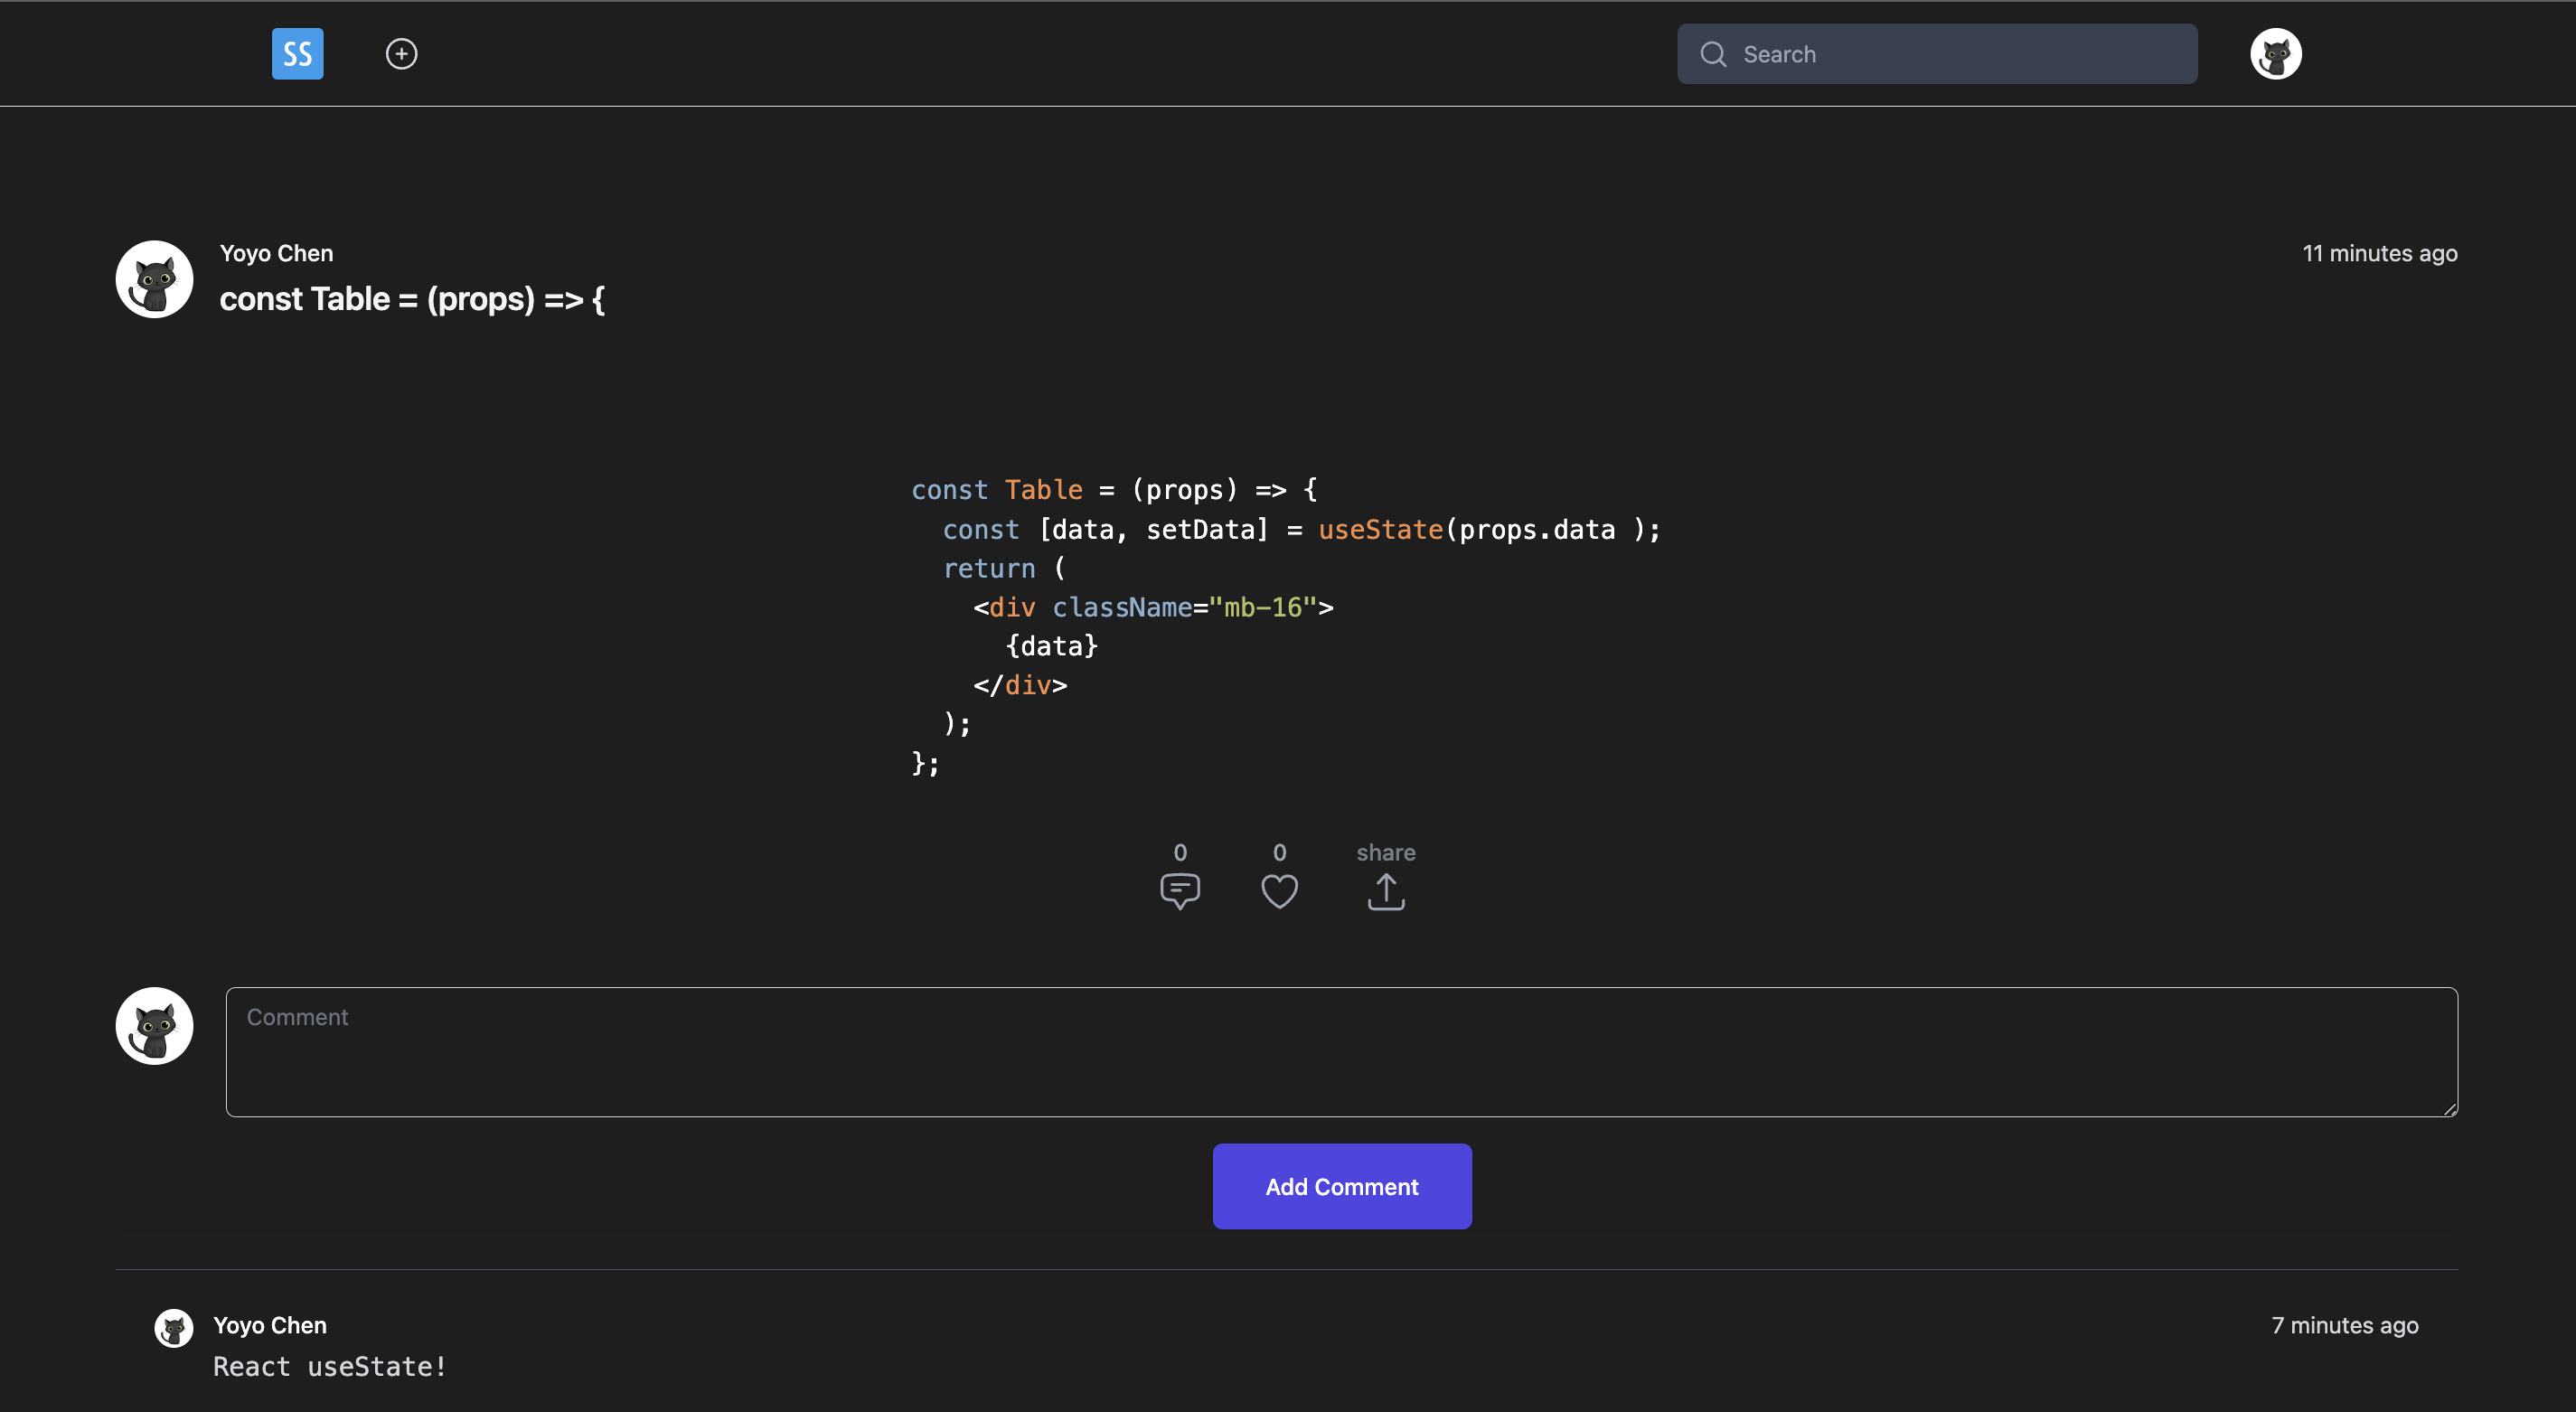 SS
Search
Yoyo Chen
11 minutes ago
const Table = (props) => {
const Table = (props) => {
  const [data, setData] = useState(props.data );
  return (
    <div className="mb-16">
      {data}
    </div>
  );
};
0 0 share
Comment
Add Comment
Yoyo Chen
7 minutes ago
React useState!